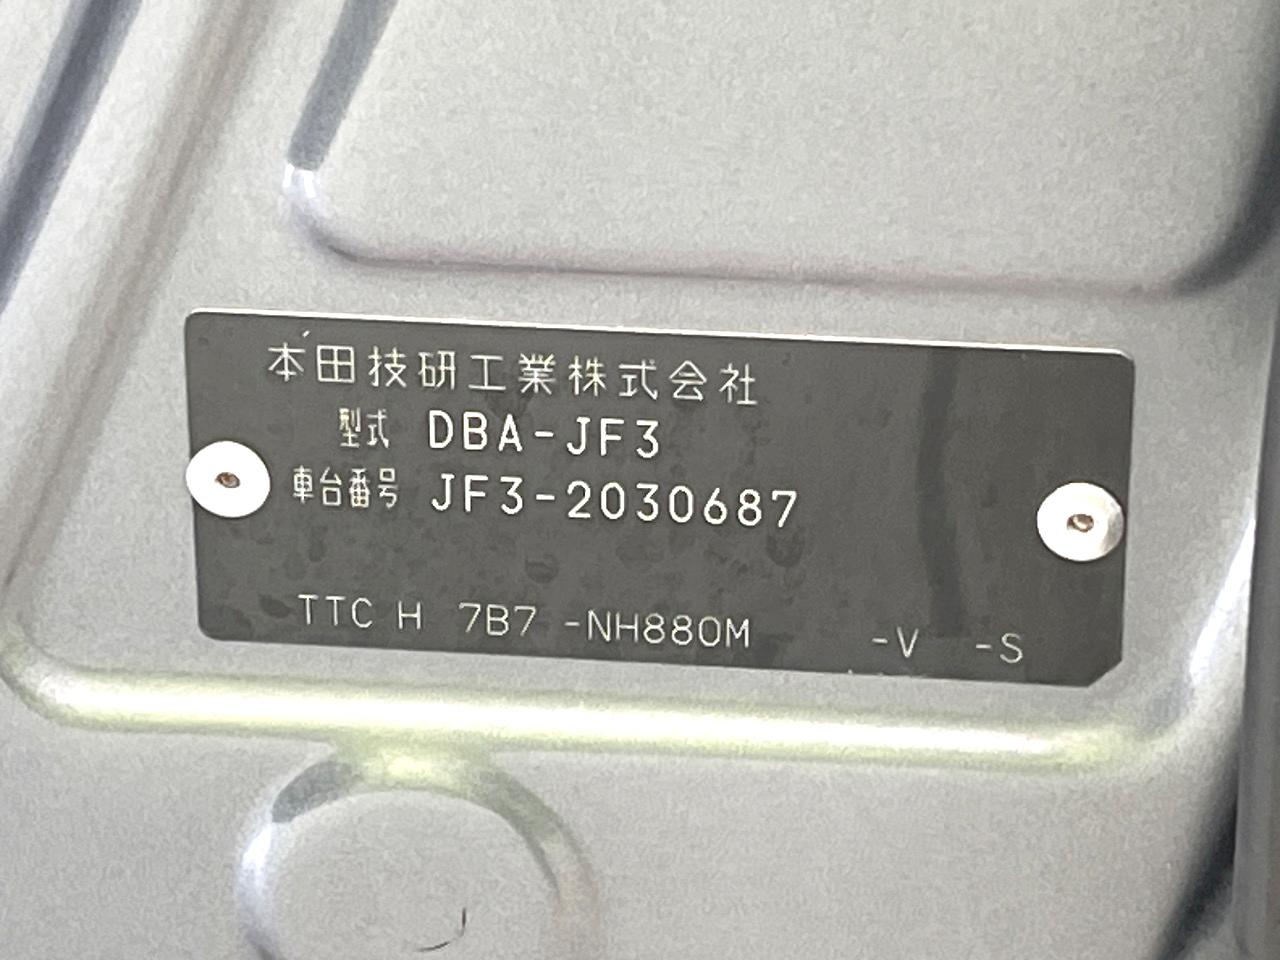 本田技研工業株式会社
型式 DBA-JF3
車台番号 JF3-2030687
TTC H 7B7 -NH880M -V -S